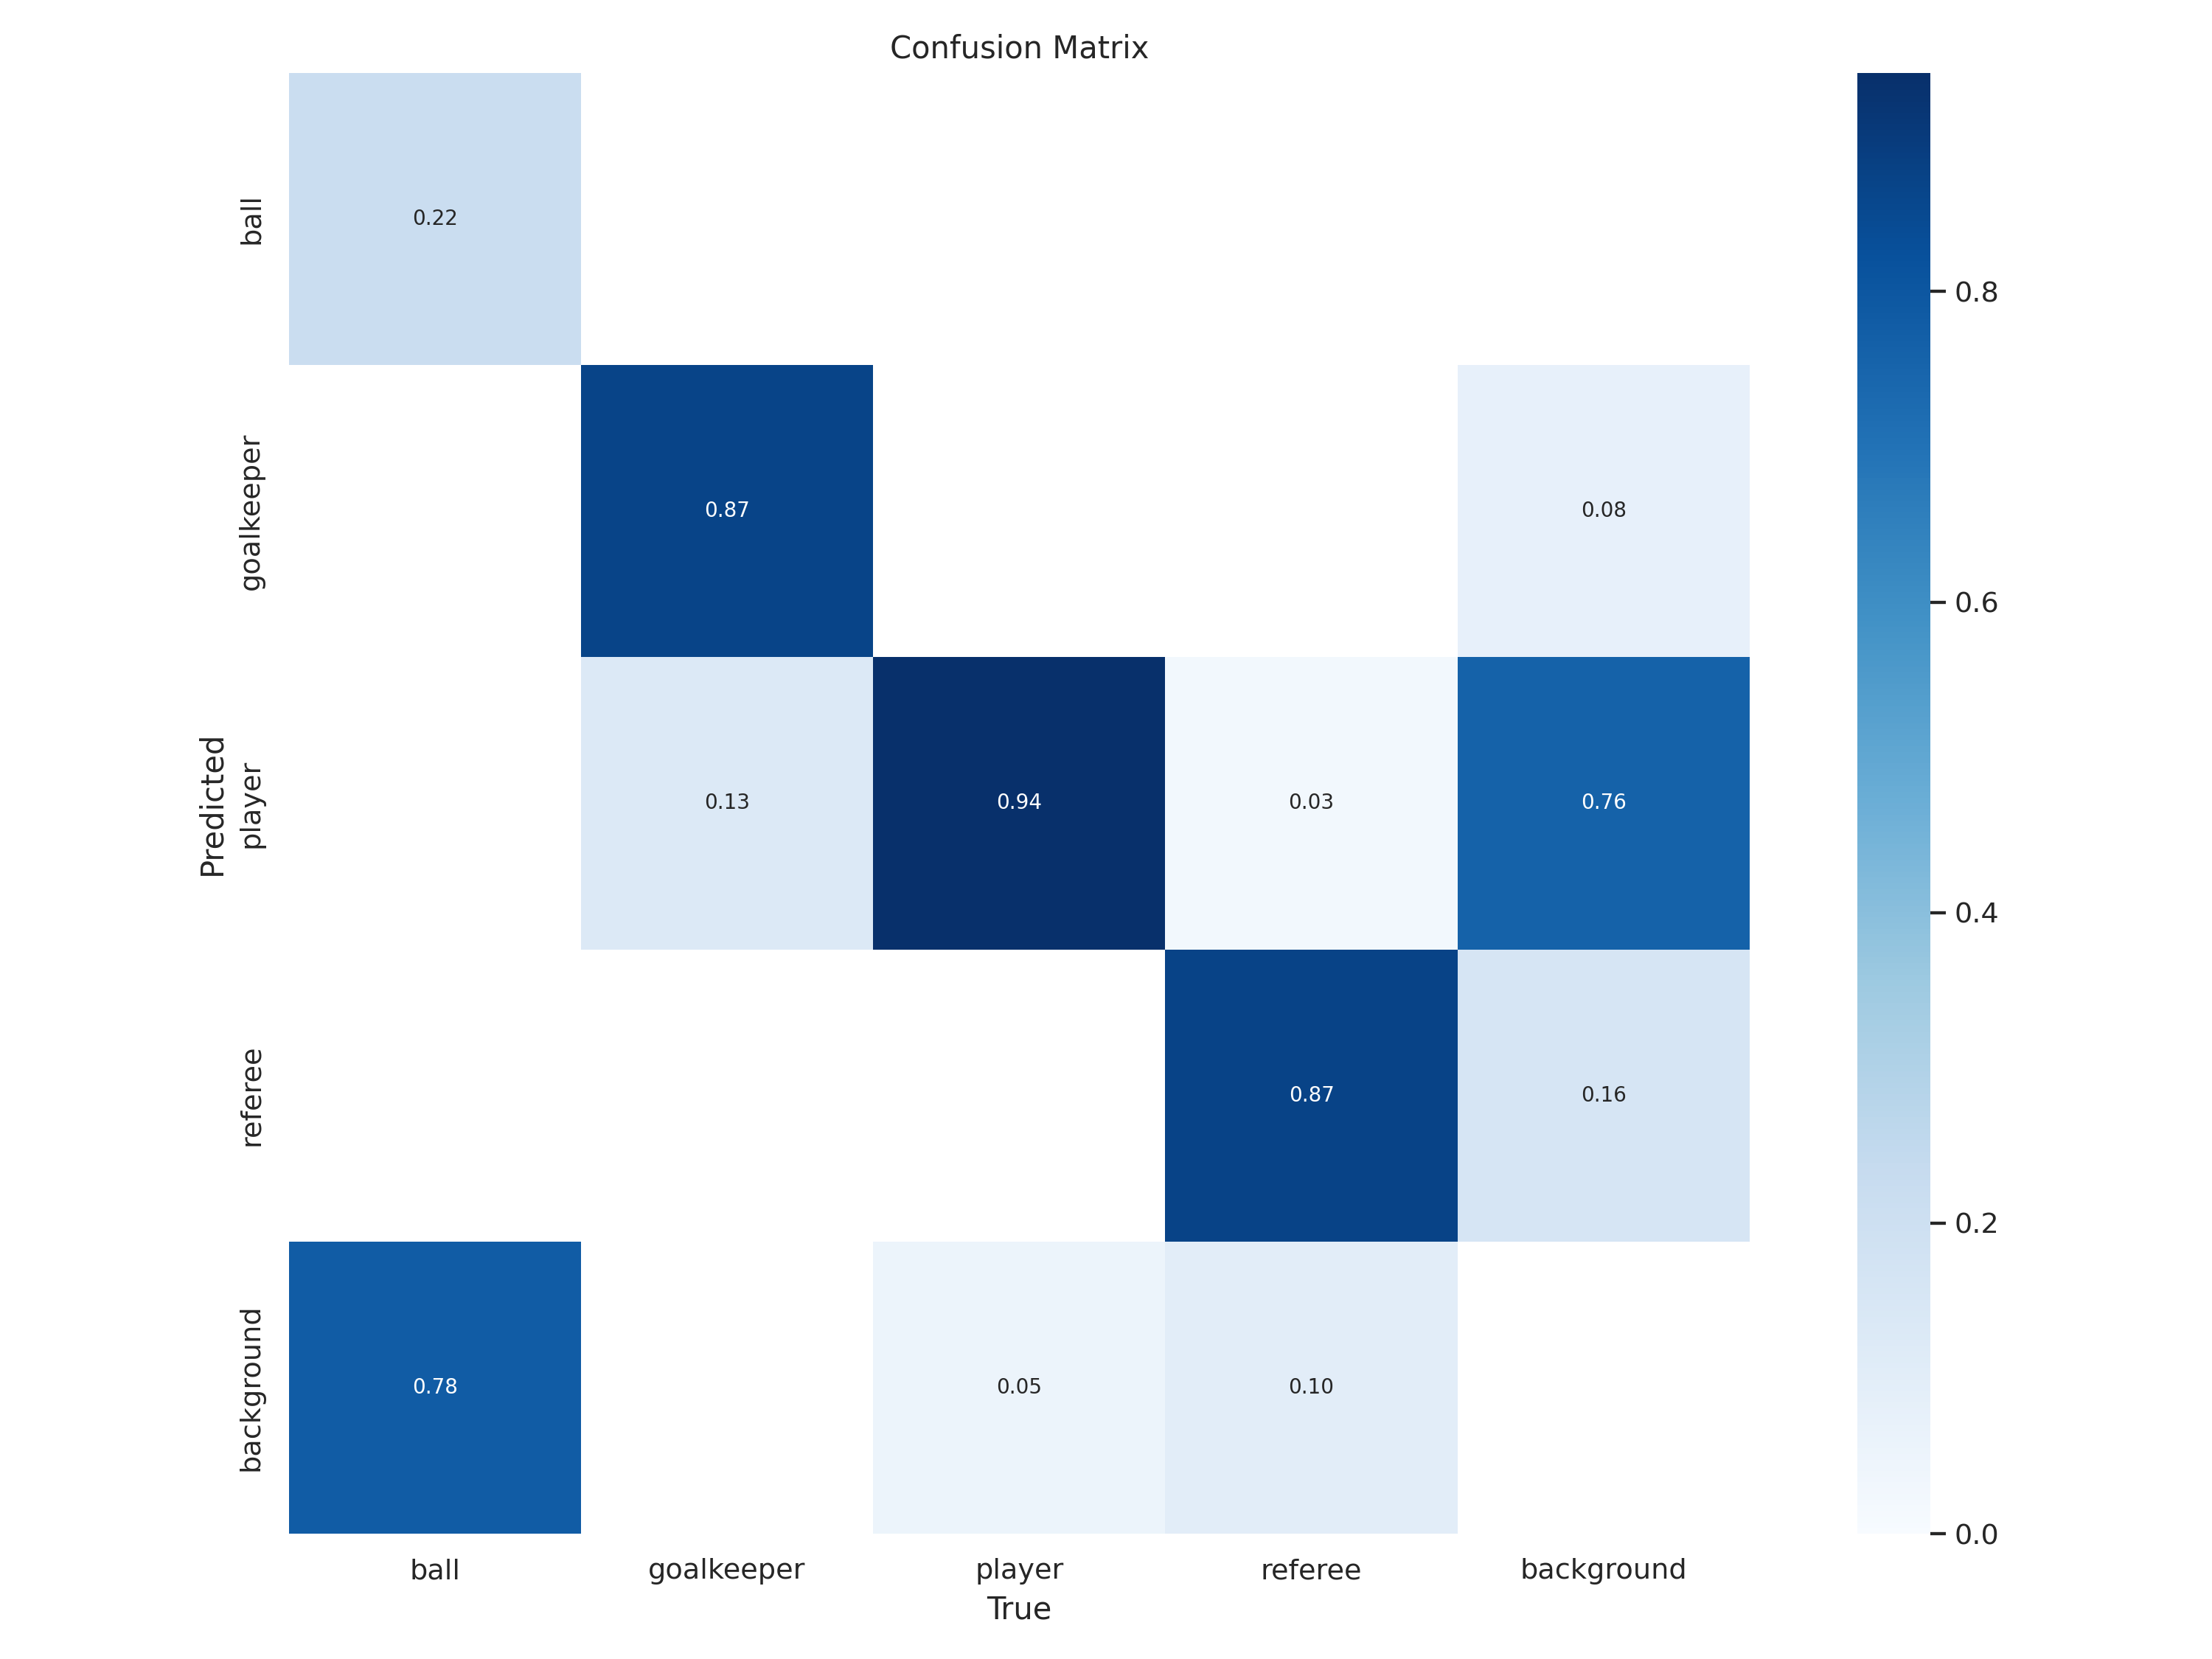 Confusion Matrix
Predicted
ball
0.22
goalkeeper
0.87
0.08
player
0.13
0.94
0.03
0.76
referee
0.87
0.16
background
0.78
0.05
0.10
ball
goalkeeper
player
referee
background
True
0.8
0.6
0.4
0.2
0.0